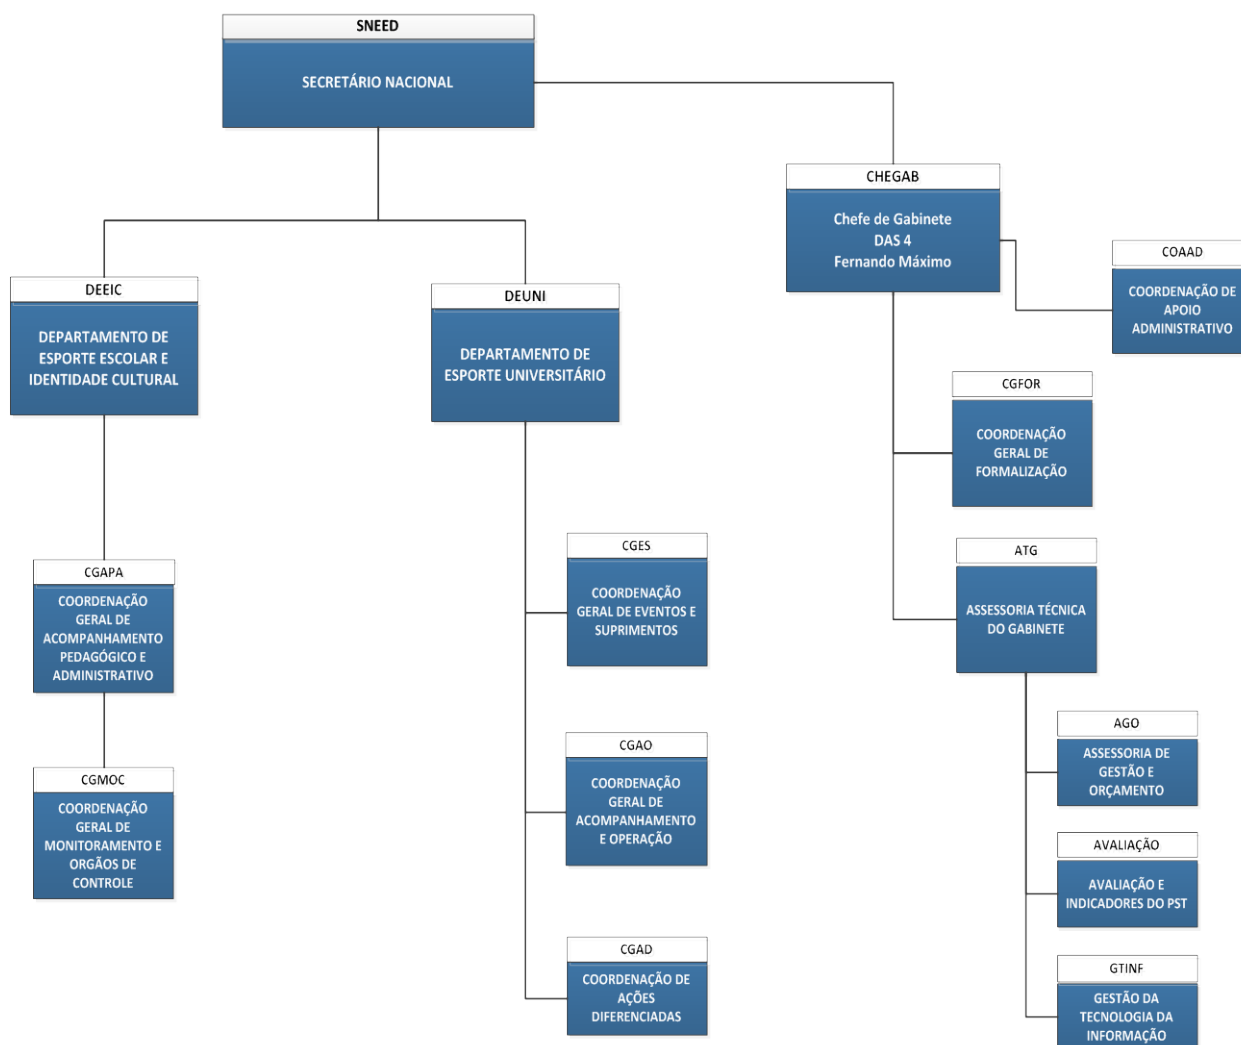 SNEED
SECRETÁRIO NACIONAL
CHEGAB
Chefe de Gabinete
DAS 4
Fernando Máximo
COAAD
COORDENAÇÃO DE
APOIO
ADMINISTRATIVO
DEEIC
DEPARTAMENTO DE
ESPORTE ESCOLAR E
IDENTIDADE CULTURAL
DEUNI
DEPARTAMENTO DE
ESPORTE UNIVERSITÁRIO
CGFOR
COORDENAÇÃO
GERAL DE
FORMALIZAÇÃO
CGAPA
COORDENAÇÃO
GERAL DE
ACOMPANHAMENTO
PEDAGÓGICO E
ADMINISTRATIVO
CGES
COORDENAÇÃO
GERAL DE EVENTOS E
SUPRIMENTOS
ATG
ASSESSORIA TÉCNICA
DO GABINETE
CGMOC
COORDENAÇÃO
GERAL DE
MONITORAMENTO E
ORGÃOS DE
CONTROLE
CGAO
COORDENAÇÃO
GERAL DE
ACOMPANHAMENTO
E OPERAÇÃO
AGO
ASSESSORIA DE
GESTÃO E
ORÇAMENTO
AVALIAÇÃO
AVALIAÇÃO E
INDICADORES DO PST
CGAD
COORDENAÇÃO DE
AÇÕES
DIFERENCIADAS
GTINF
GESTÃO DA
TECNOLOGIA DA
INFORMAÇÃO